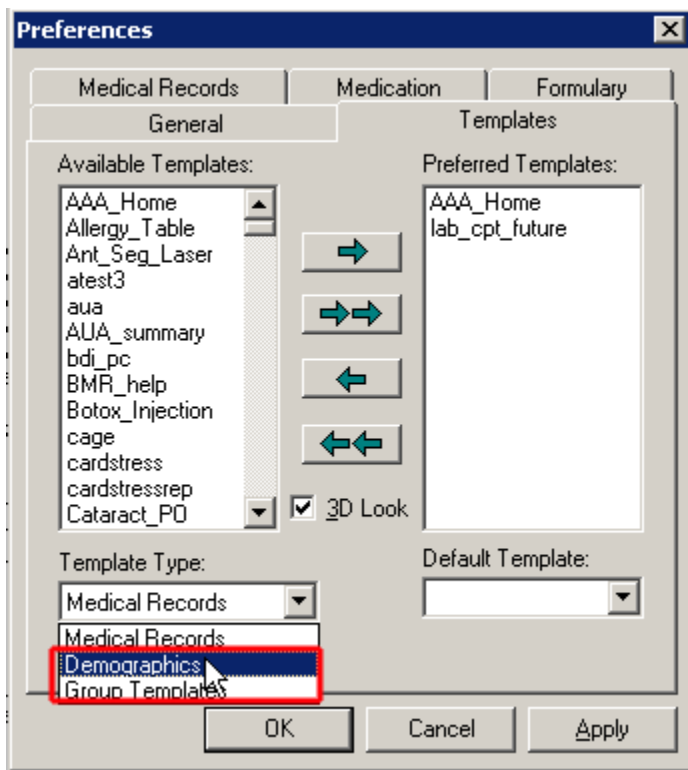 Preferences
Medical Records
Medication
Formulary
General
Templates
Available Templates:
AAA_Home
Allergy_Table
Ant_Seg_Laser
atest3
aua
AUA_summary
bdi_pc
BMR_help
Botox_Injection
cage
cardstress
cardstressrep
Cataract_PO
3D Look
Preferred Templates:
AAA_Home
lab_cpt_future
Template Type:
Medical Records
Medical Records
Demographics
Group Templates
Default Template:
OK
Cancel
Apply